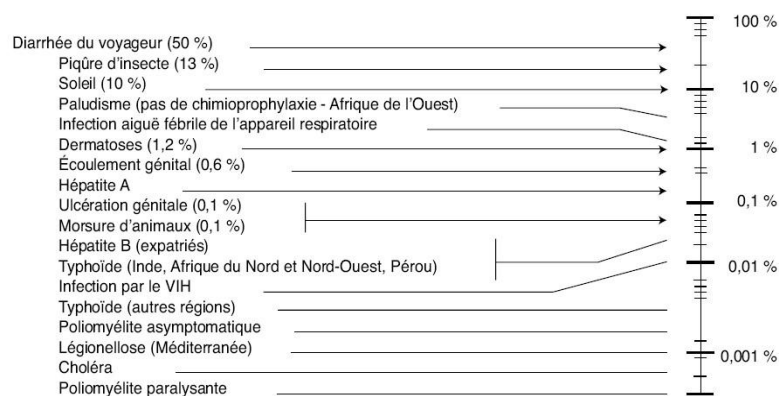 100 %
Diarrhée du voyageur (50 %)
Piqûre d'insecte (13 %)
Soleil (10 %)
10 %
Paludisme (pas de chimioprophylaxie - Afrique de l'Ouest)
Infection aiguë fébrile de l'appareil respiratoire
Dermatoses (1,2 %)
1 %
Écoulement génital (0,6 %)
Hépatite A
Ulcération génitale (0,1 %)
0,1 %
Morsure d'animaux (0,1 %)
Hépatite B (expatriés)
Typhoïde (Inde, Afrique du Nord et Nord-Ouest, Pérou)
0,01 %
Infection par le VIH
Typhoïde (autres régions)
Poliomyélite asymptomatique
Légionellose (Méditerranée)
0,001 %
Choléra
Poliomyélite paralysante